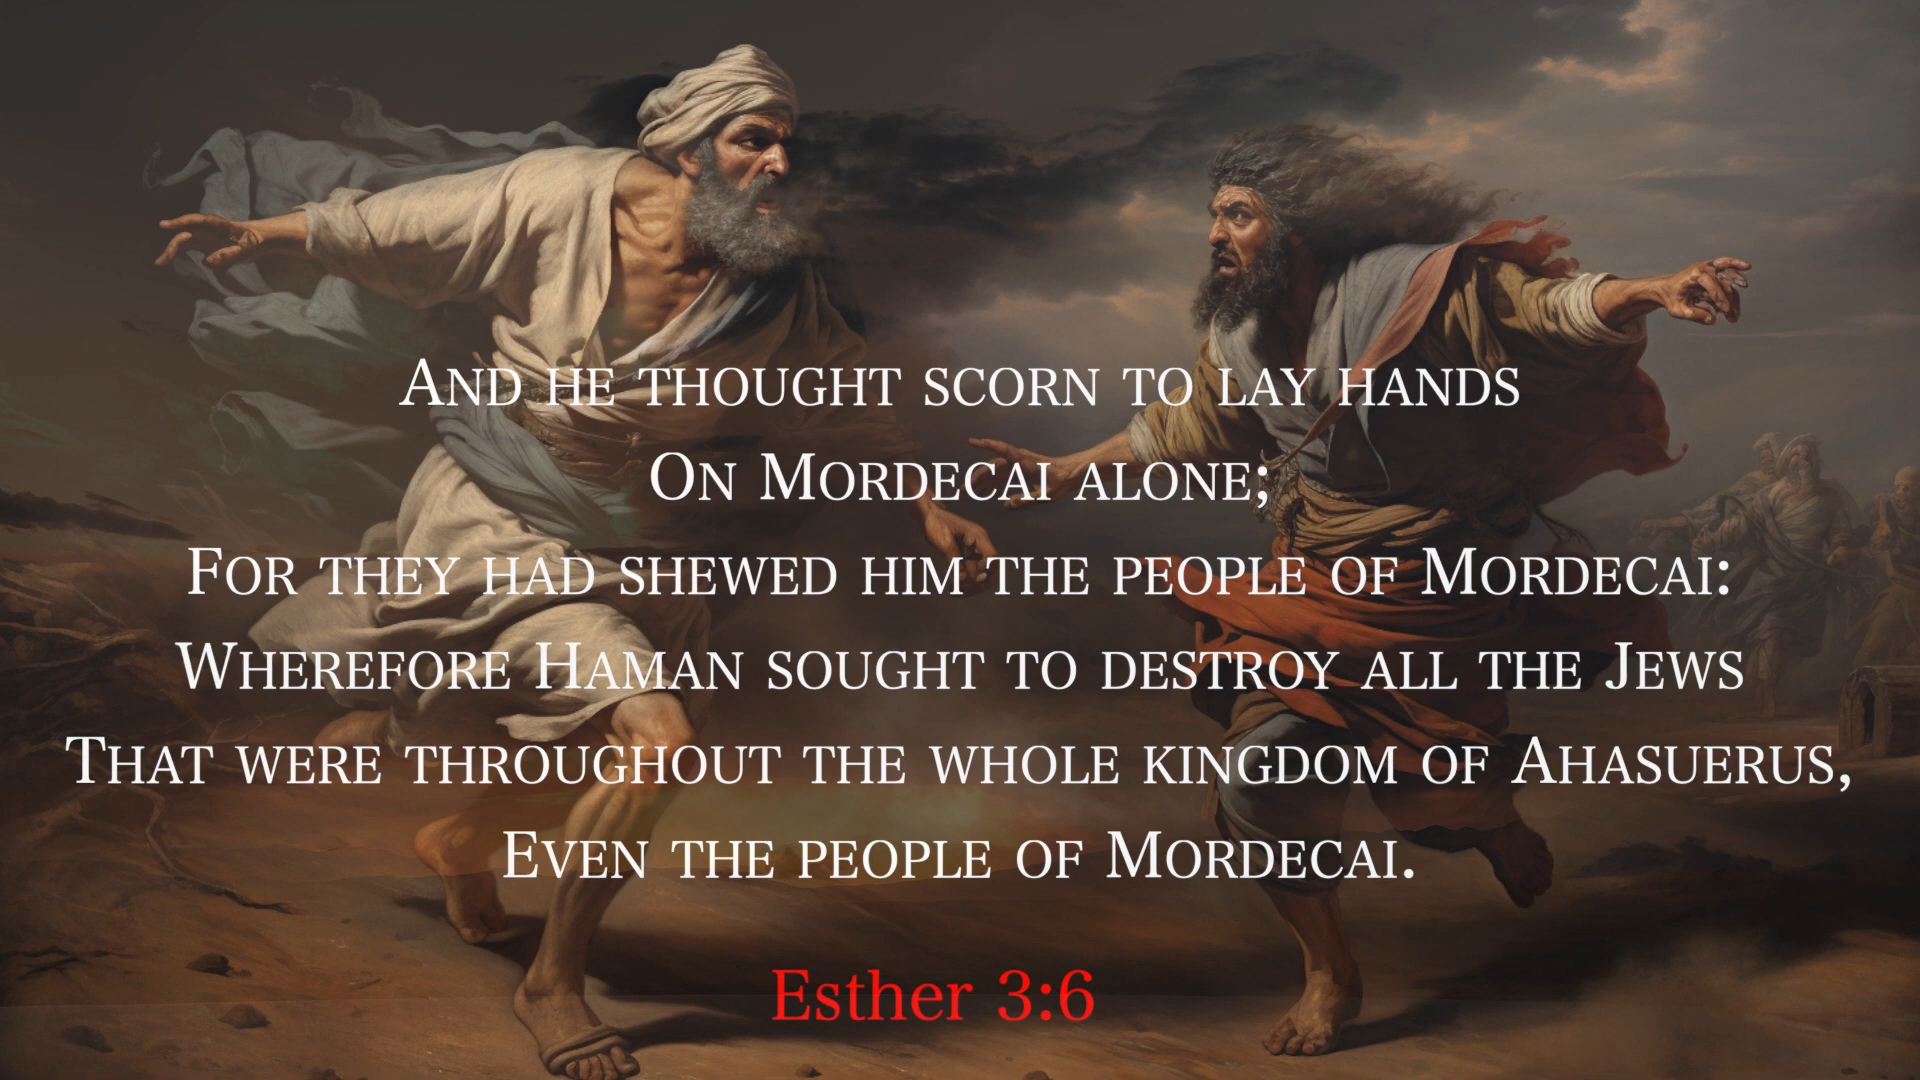 And he thought scorn to lay hands
On Mordecai alone;
For they had shewed him the people of Mordecai:
Wherefore Haman sought to destroy all the Jews
That were throughout the whole kingdom of Ahasuerus,
Even the people of Mordecai.
Esther 3:6